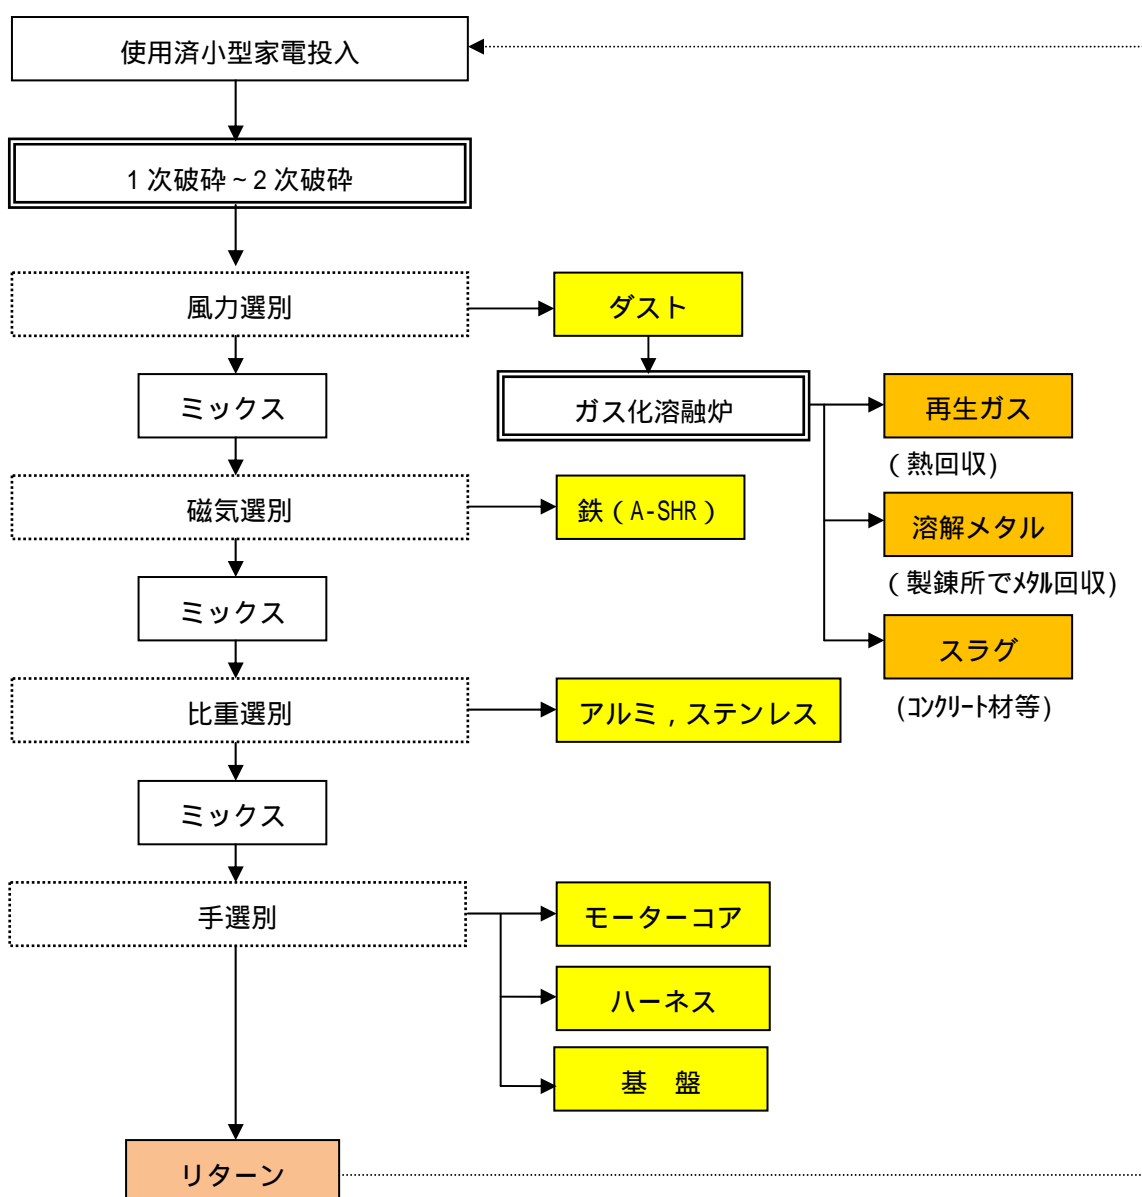 使用済小型家電投入
1次破砕~2次破砕
風力選別
ダスト
ミックス
ガス化溶融炉
再生ガス
(熱回収)
磁気選別
鉄(A-SHR)
溶解メタル
(製錬所でﾒﾀﾙ回収)
ミックス
スラグ
(ｺﾝｸﾘｰﾄ材等)
比重選別
アルミ,ステンレス
ミックス
手選別
モーターコア
ハーネス
基 盤
リターン